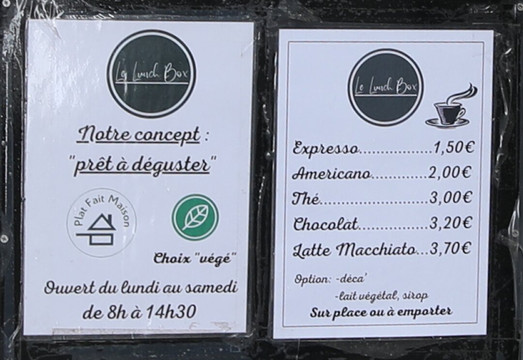 La Lunch Box
Notre concept :
"prêt à déguster"
Plat Fait Maison
Choix "végé"
Ouvert du lundi au samedi
de 8h à 14h30
La Lunch Box
Expresso..............1,50€
Americano...........2,00€
Thé......................3,00€
Chocolat.............3,20€
Latte Macchiato...3,70€
Option: -déca'
-lait végétal, sirop
Sur place ou à emporter